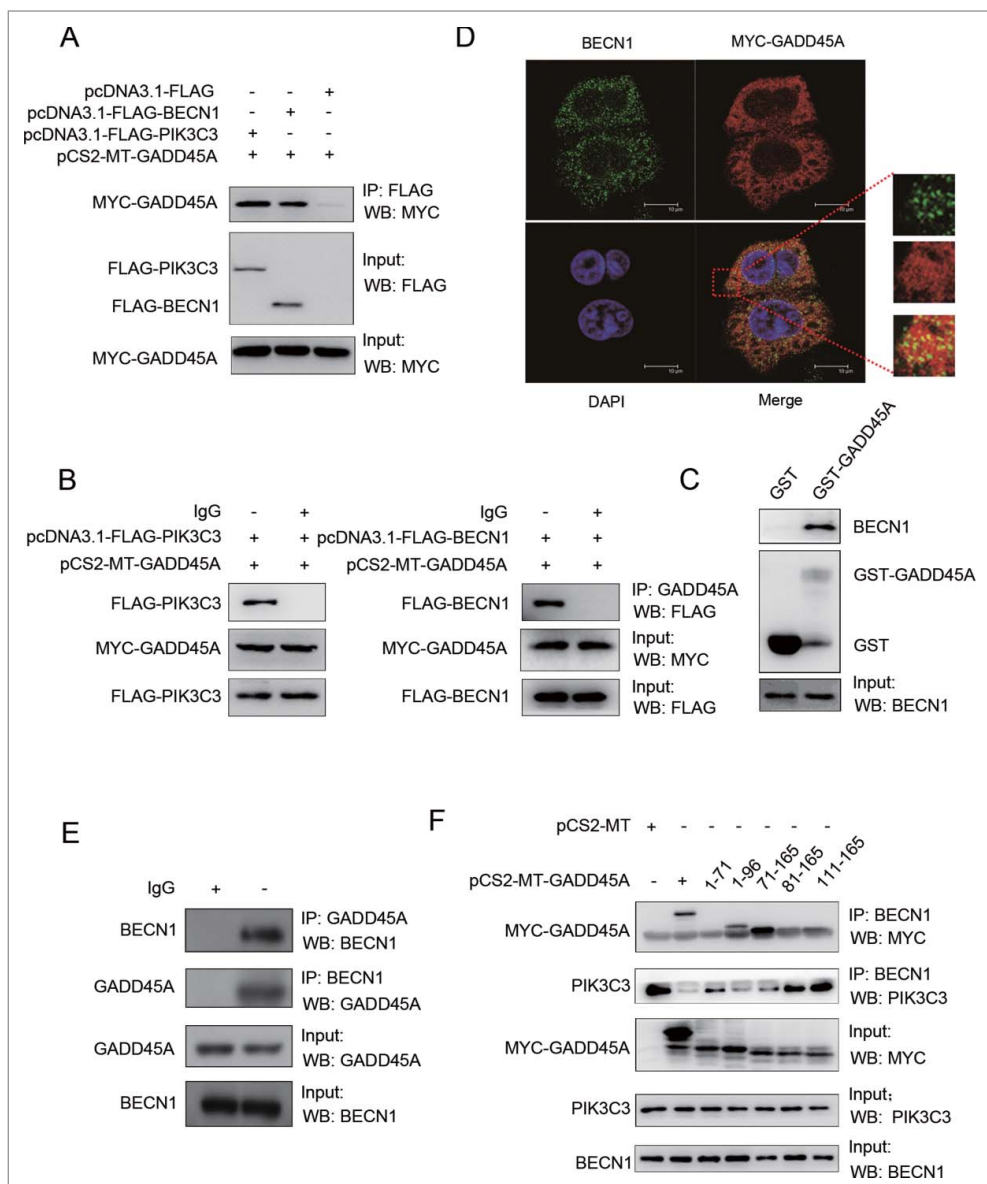 A
pcDNA3.1-FLAG - - +
pcDNA3.1-FLAG-BECN1 - + -
pcDNA3.1-FLAG-PIK3C3 + - -
pCS2-MT-GADD45A + + +
MYC-GADD45A
IP: FLAG
WB: MYC
FLAG-PIK3C3
FLAG-BECN1
Input:
WB: FLAG
MYC-GADD45A
Input:
WB: MYC
D
BECN1 MYC-GADD45A
10 μm 10 μm
10 μm 10 μm
DAPI Merge
B
IgG - +
pcDNA3.1-FLAG-PIK3C3 + +
pCS2-MT-GADD45A + +
FLAG-PIK3C3
MYC-GADD45A
FLAG-PIK3C3
IgG - +
pcDNA3.1-FLAG-BECN1 + +
pCS2-MT-GADD45A + +
FLAG-BECN1
IP: GADD45A
WB: FLAG
MYC-GADD45A
Input:
WB: MYC
FLAG-BECN1
Input:
WB: FLAG
C
GST GST-GADD45A
BECN1
GST-GADD45A
GST
Input:
WB: BECN1
E
IgG + -
BECN1
IP: GADD45A
WB: BECN1
GADD45A
IP: BECN1
WB: GADD45A
GADD45A
Input:
WB: GADD45A
BECN1
Input:
WB: BECN1
F
pCS2-MT + - - - - - -
pCS2-MT-GADD45A - + 1-71 1-96 71-165 81-165 111-165
MYC-GADD45A
IP: BECN1
WB: MYC
PIK3C3
IP: BECN1
WB: PIK3C3
MYC-GADD45A
Input:
WB: MYC
PIK3C3
Input;
WB: PIK3C3
BECN1
Input:
WB: BECN1